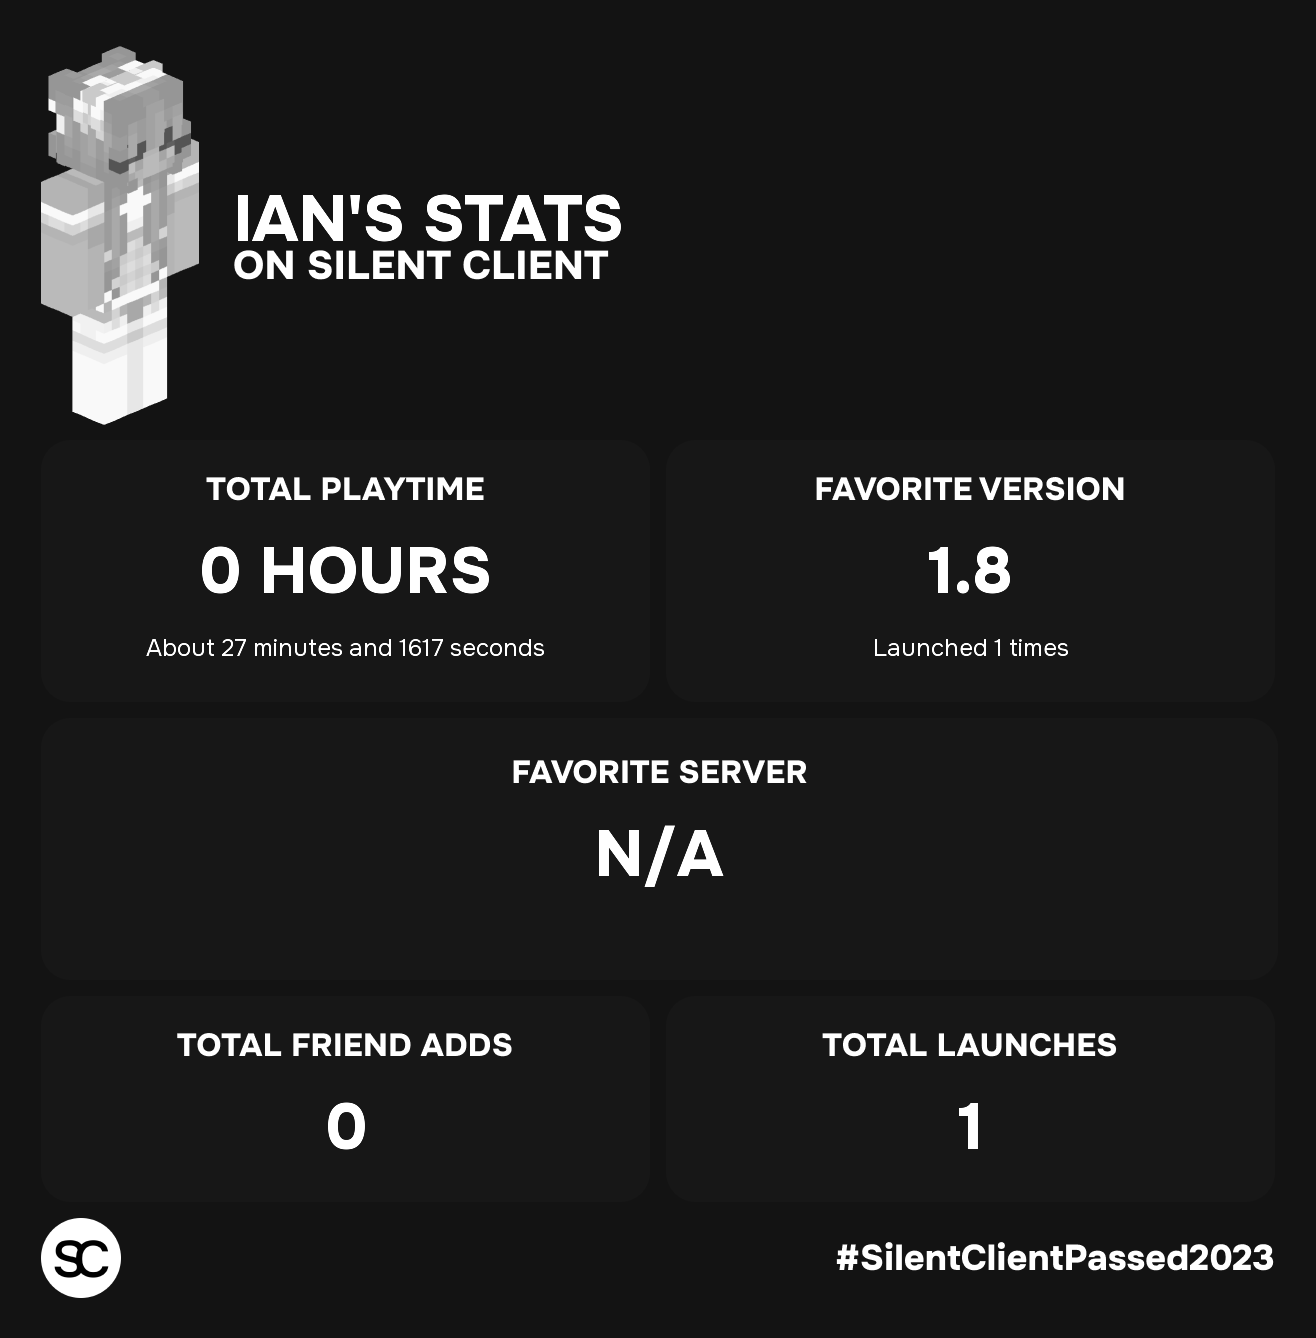 IAN'S STATS
ON SILENT CLIENT
TOTAL PLAYTIME
0 HOURS
About 27 minutes and 1617 seconds
FAVORITE VERSION
1.8
Launched 1 times
FAVORITE SERVER
N/A
TOTAL FRIEND ADDS
0
TOTAL LAUNCHES
1
SC
#SilentClientPassed2023